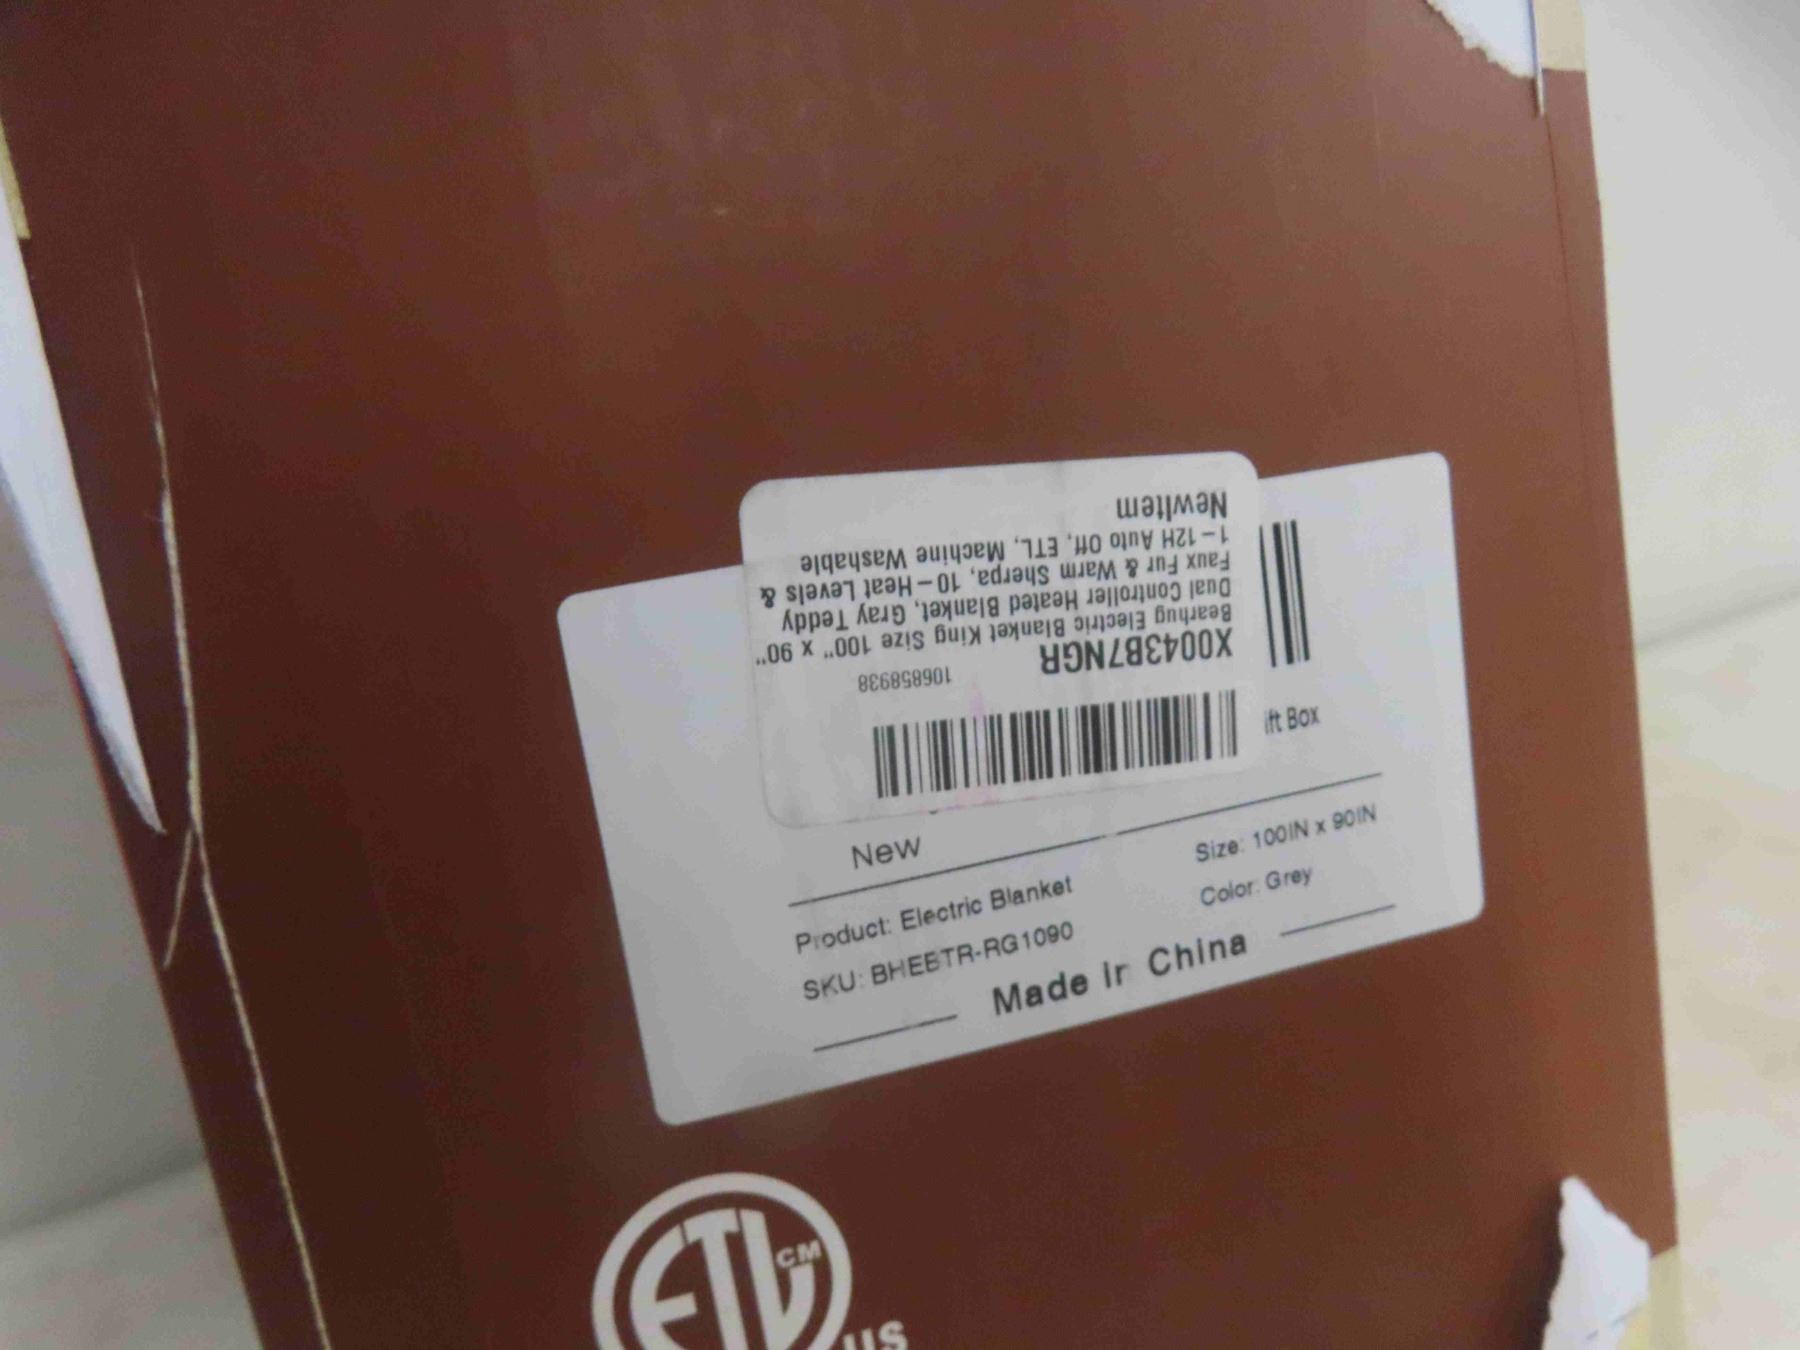 106858938
X0043B7NGR
Bearhug Electric Blanket King Size 100" x 90"
Dual Controller Heated Blanket, Gray Teddy
Faux Fur & Warm Sherpa, 10-Heat Levels &
1-12H Auto Off, ETL, Machine Washable
NewItem
ift Box
New
Product: Electric Blanket
Size: 100IN x 90IN
SKU: BHEBTR-RG1090
Color: Grey
Made in China
ETL CM
US